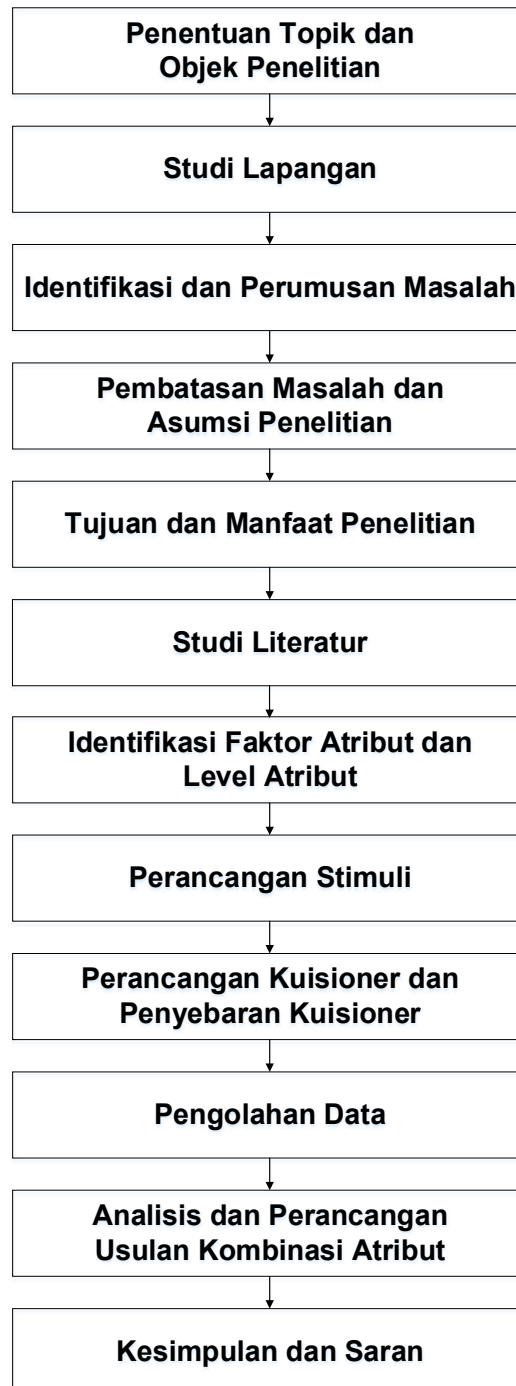 Penentuan Topik dan
Objek Penelitian
Studi Lapangan
Identifikasi dan Perumusan Masalah
Pembatasan Masalah dan
Asumsi Penelitian
Tujuan dan Manfaat Penelitian
Studi Literatur
Identifikasi Faktor Atribut dan
Level Atribut
Perancangan Stimuli
Perancangan Kuisioner dan
Penyebaran Kuisioner
Pengolahan Data
Analisis dan Perancangan
Usulan Kombinasi Atribut
Kesimpulan dan Saran